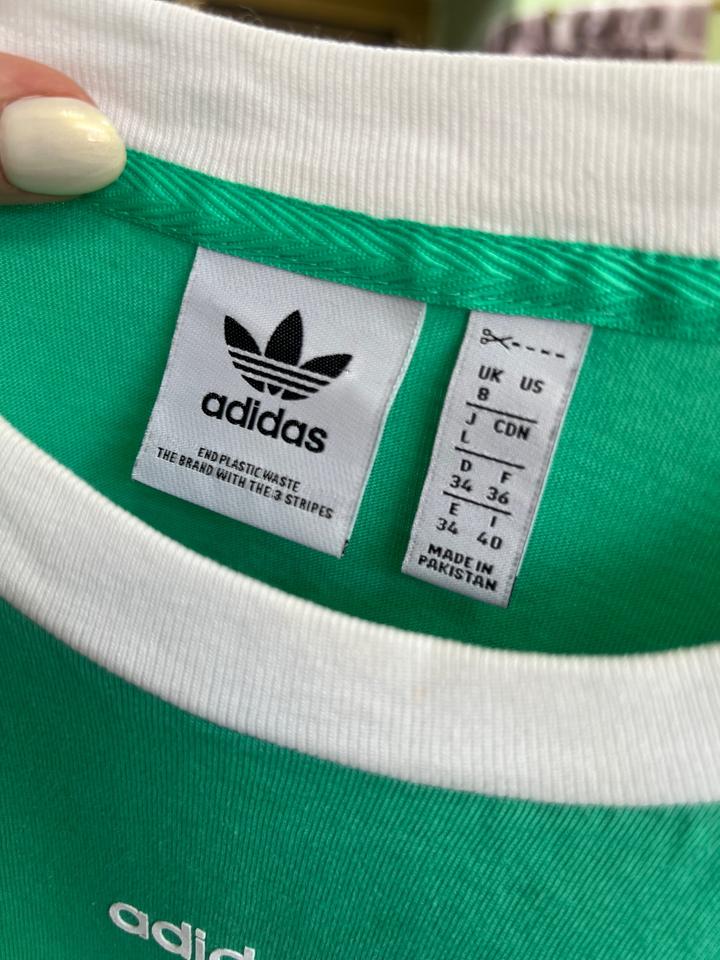 adidas
END PLASTIC WASTE
THE BRAND WITH THE 3 STRIPES
UK US
8
J CDN
L
D F
34 36
E I
34 40
MADE IN
PAKISTAN
adid